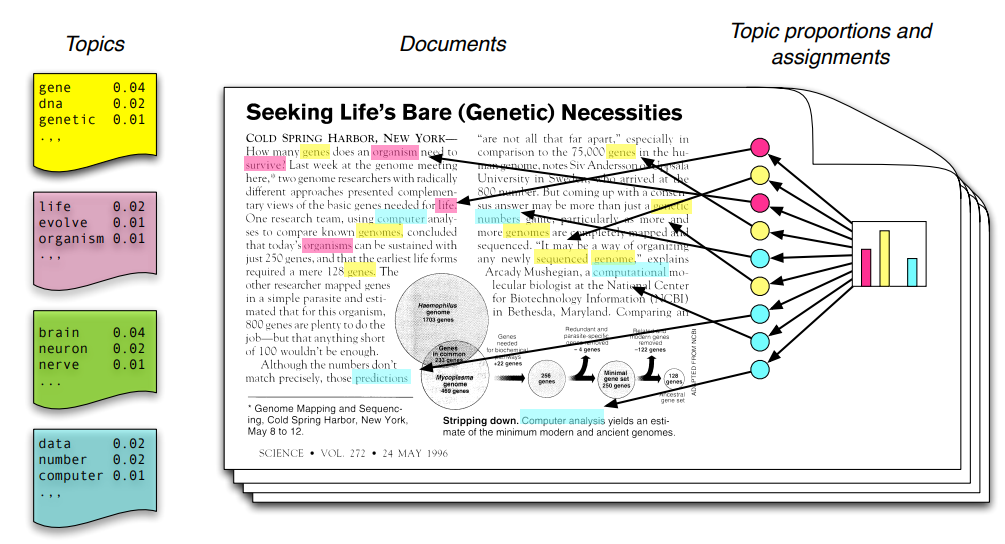 Topics
Documents
Topic proportions and
assignments
gene 0.04
dna 0.02
genetic 0.01
.,,
life 0.02
evolve 0.01
organism 0.01
.,,
brain 0.04
neuron 0.02
nerve 0.01
...
data 0.02
number 0.02
computer 0.01
.,,
Seeking Life's Bare (Genetic) Necessities
COLD SPRING HARBOR, NEW YORK—
How many genes does an organism need to
survive? Last week at the genome meeting
here,* two genome researchers with radically
different approaches presented complemen-
tary views of the basic genes needed for life.
One research team, using computer analy-
ses to compare known genomes, concluded
that today's organisms can be sustained with
just 250 genes, and that the earliest life forms
required a mere 128 genes. The
other researcher mapped genes
in a simple parasite and esti-
mated that for this organism,
800 genes are plenty to do the
job—but that anything short
of 100 wouldn't be enough.
Although the numbers don't
match precisely, those predictions
* Genome Mapping and Sequenc-
ing, Cold Spring Harbor, New York,
May 8 to 12.
SCIENCE • VOL. 272 • 24 MAY 1996
"are not all that far apart," especially in
comparison to the 75,000 genes in the hu-
man genome, notes Siv Andersson
University in Sweden, who arrived at the
800 number. But coming up with a consen-
sus answer may be more than just a genetic
numbers game, particularly as more and
more genomes are completely mapped and
sequenced. "It may be a way of organizing
any newly sequenced genome," explains
Arcady Mushegian, a computational mo-
lecular biologist at the National Center
for Biotechnology Information (NCBI)
in Bethesda, Maryland. Comparing an
Haemophilus
genome
1703 genes
Genes
in common
233 genes
Mycoplasma
genome
469 genes
Genes
needed
for biochemical
pathways
+22 genes
256
genes
Redundant and
parasite-specific
genes removed
– 4 genes
Minimal
gene set
250 genes
modern genes
removed
–122 genes
128
genes
Ancestral
gene set
ADAPTED FROM NCBI
Stripping down. Computer analysis yields an esti-
mate of the minimum modern and ancient genomes.